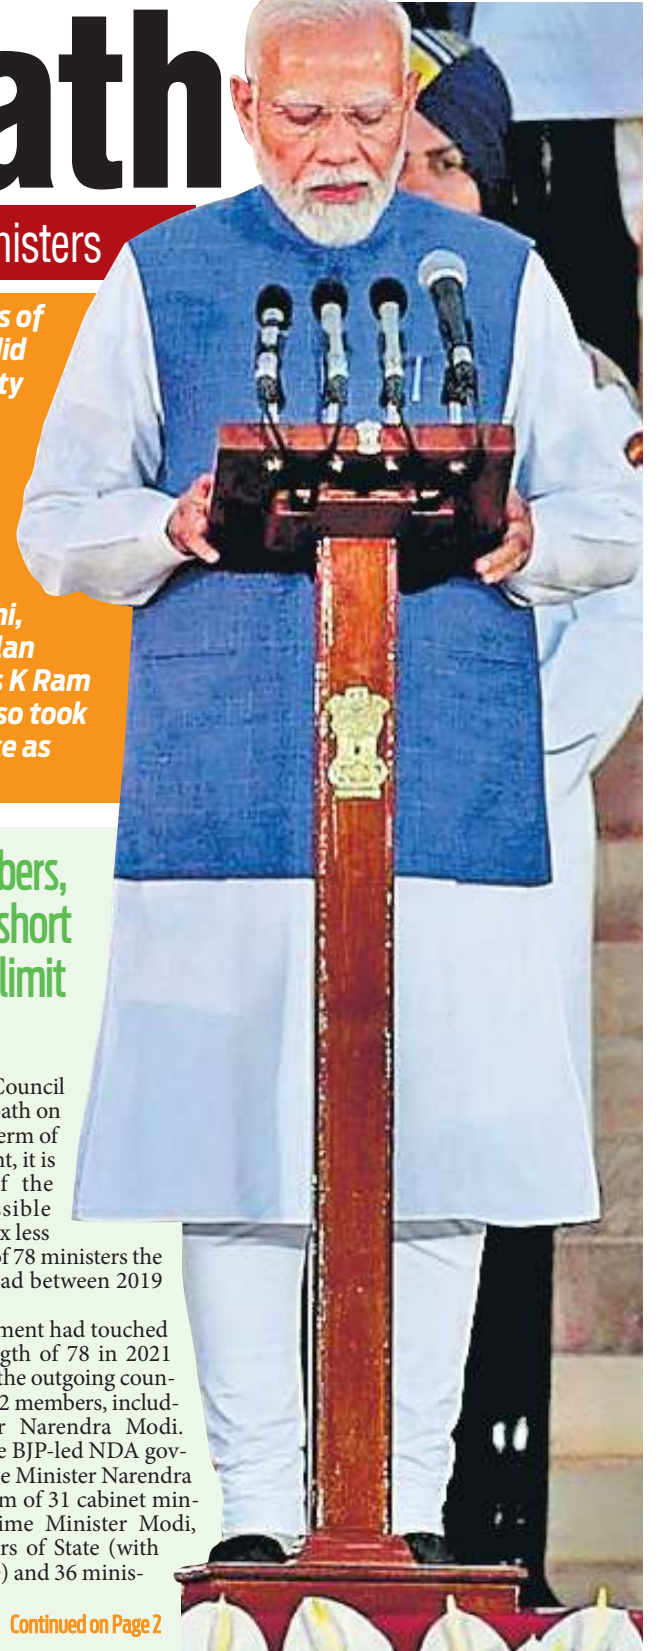 ath
nisters
s of
lid
ty
ni,
lan
s K Ram
so took
ce as
bers,
short
limit
Council
oath on
erm of
nt, it is
f the
ssible
x less
of 78 ministers the
ad between 2019
ment had touched
gth of 78 in 2021
the outgoing coun-
2 members, includ-
r Narendra Modi.
e BJP-led NDA gov-
e Minister Narendra
m of 31 cabinet min-
ime Minister Modi,
rs of State (with
) and 36 minis-
Continued on Page 2